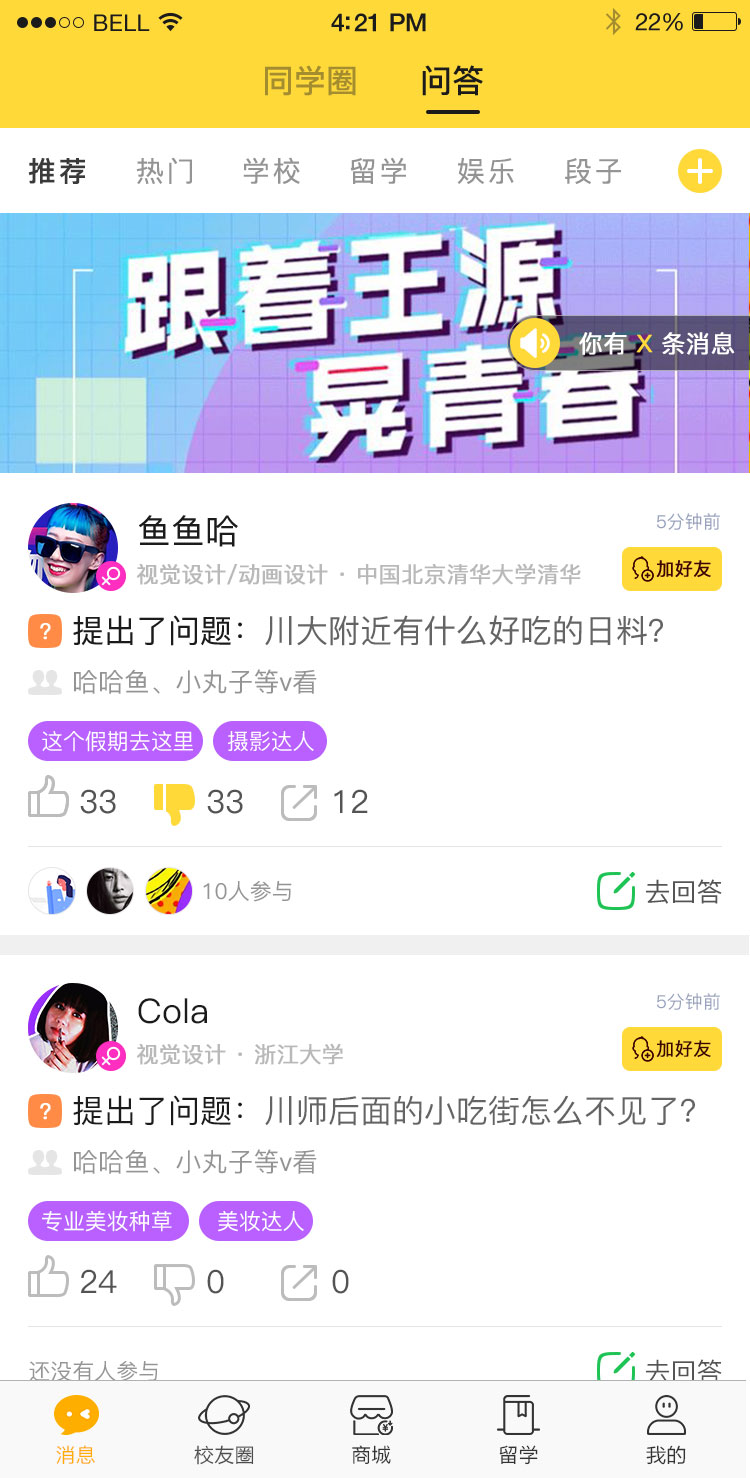 BELL 4:21 PM 22%
同学圈 问答
推荐 热门 学校 留学 娱乐 段子
跟着王源
你有 X 条消息
晃青春
鱼鱼哈 5分钟前
视觉设计/动画设计 · 中国北京清华大学清华 加好友
? 提出了问题：川大附近有什么好吃的日料?
哈哈鱼、小丸子等v看
这个假期去这里 摄影达人
33 33 12
10人参与 去回答
Cola 5分钟前
视觉设计 · 浙江大学 加好友
? 提出了问题：川师后面的小吃街怎么不见了?
哈哈鱼、小丸子等v看
专业美妆种草 美妆达人
24 0 0
还没有人参与 去回答
消息 校友圈 商城 留学 我的